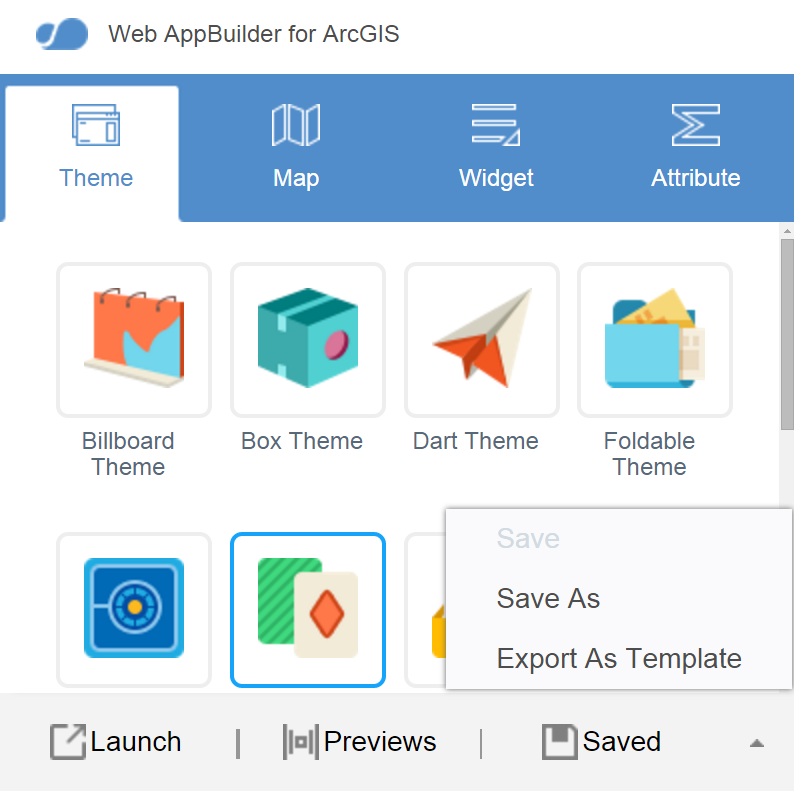 Web AppBuilder for ArcGIS
Theme
Map
Widget
Attribute
Billboard
Theme
Box Theme
Dart Theme
Foldable
Theme
Save
Save As
Export As Template
Launch
|
Previews
|
Saved